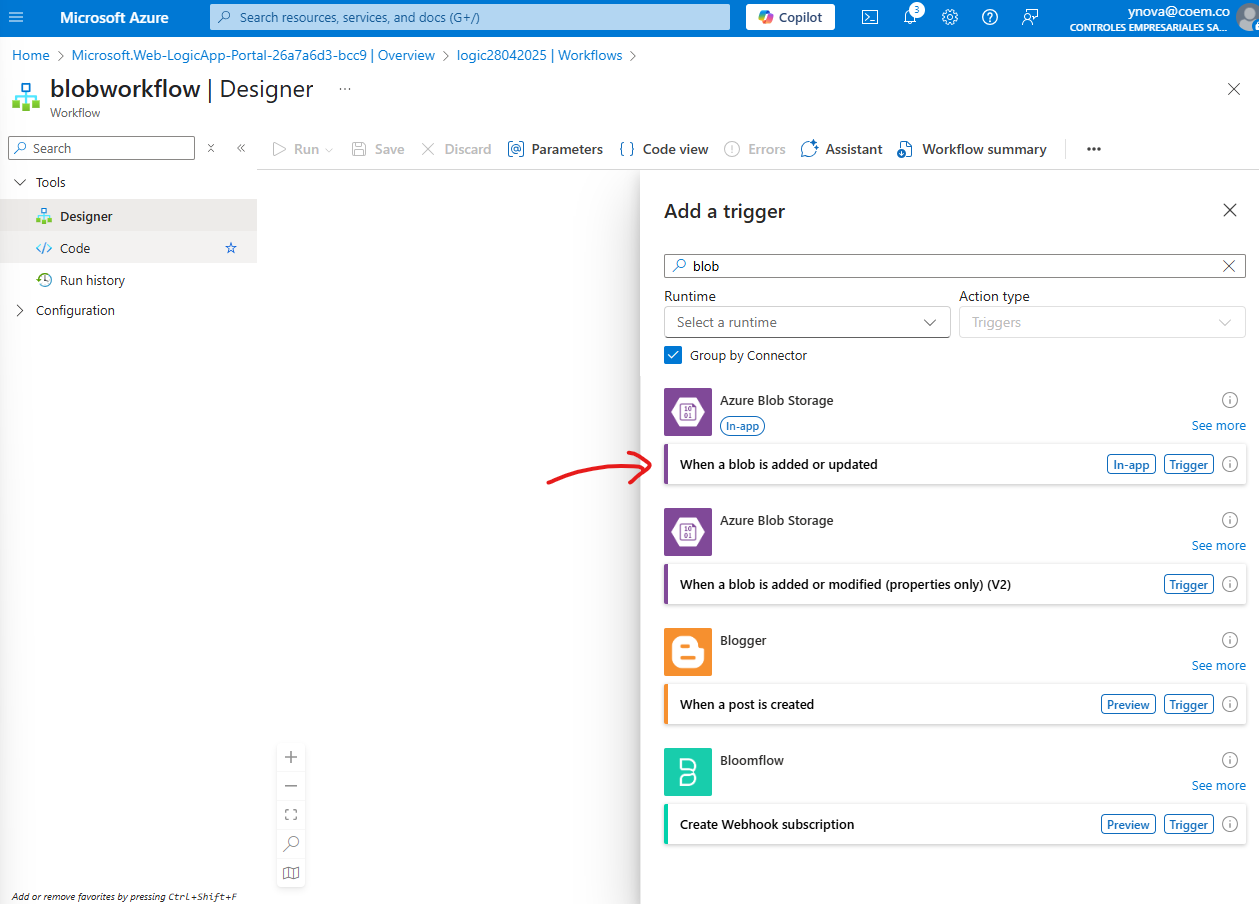 Microsoft Azure
Search resources, services, and docs (G+/)
Copilot
3
ynova@coem.co
CONTROLES EMPRESARIALES SA...
Home > Microsoft.Web-LogicApp-Portal-26a7a6d3-bcc9 | Overview > logic28042025 | Workflows >
blobworkflow | Designer ...
Workflow
Search
Run
Save
Discard
Parameters
Code view
Errors
Assistant
Workflow summary
Tools
Designer
Code
Run history
Configuration
Add a trigger
blob
Runtime
Action type
Select a runtime
Triggers
Group by Connector
Azure Blob Storage
In-app
See more
When a blob is added or updated
In-app
Trigger
Azure Blob Storage
See more
When a blob is added or modified (properties only) (V2)
Trigger
Blogger
See more
When a post is created
Preview
Trigger
Bloomflow
See more
Create Webhook subscription
Preview
Trigger
Add or remove favorites by pressing Ctrl+Shift+F